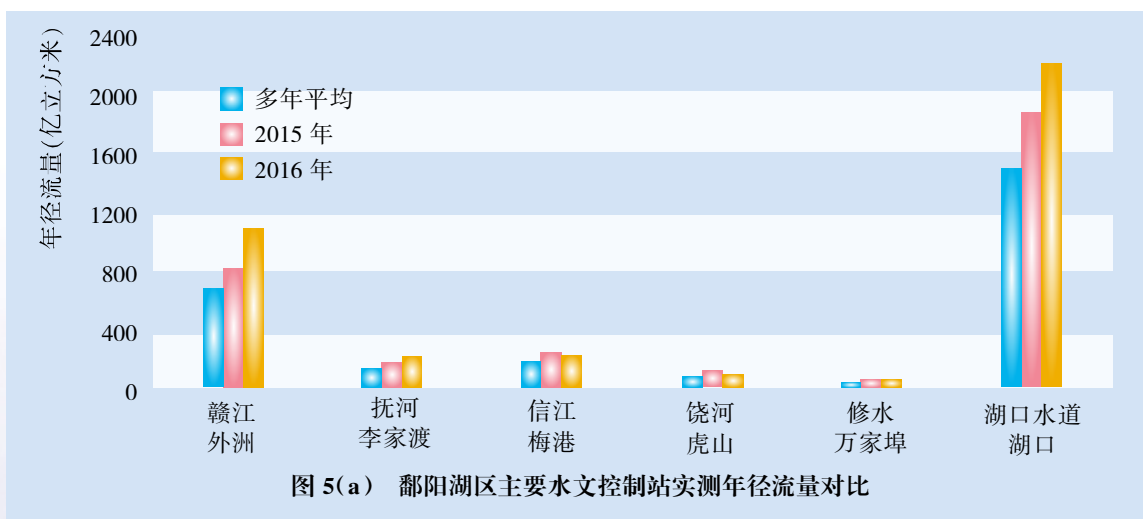 年径流量(亿立方米)
2400
2000
1600
1200
800
400
0
多年平均
2015 年
2016 年
赣江 抚河 信江 饶河 修水 湖口水道
外洲 李家渡 梅港 虎山 万家埠 湖口
图 5(a) 鄱阳湖区主要水文控制站实测年径流量对比